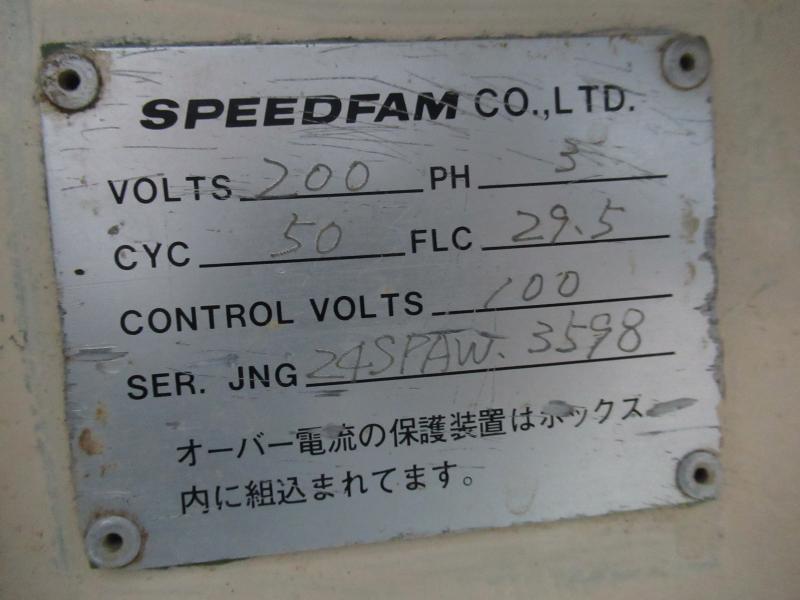 SPEEDFAM CO.,LTD.
VOLTS 200 PH 3
CYC 50 FLC 29.5
CONTROL VOLTS 100
SER. JNG 24SPAW. 3598
オーバー電流の保護装置はボックス
内に組込まれてます。